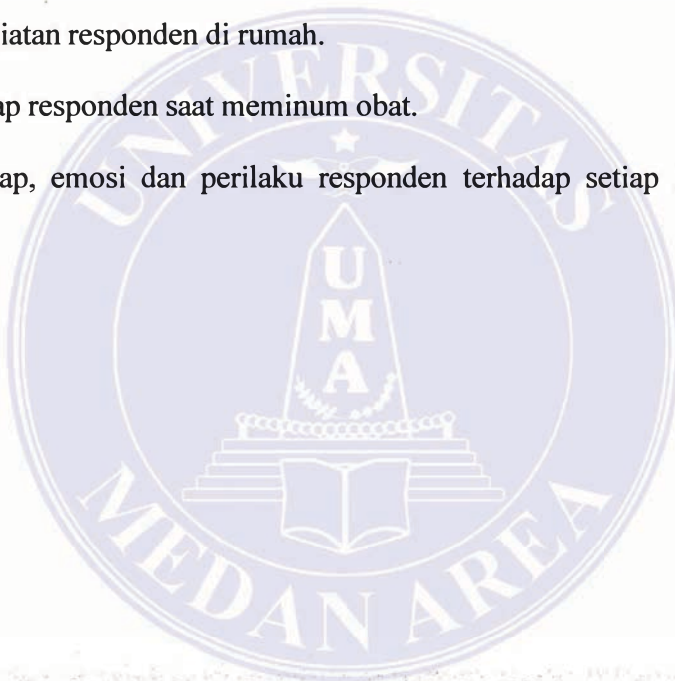 iatan responden di rumah.
ap responden saat meminum obat.
ap, emosi dan perilaku responden terhadap setiap
UNIVERSITAS
UMA
MEDAN AREA